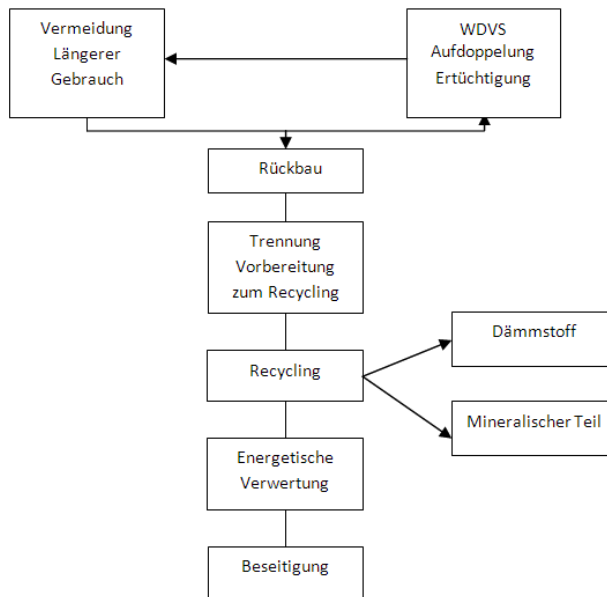 Vermeidung
Längerer
Gebrauch
WDVS
Aufdoppelung
Ertüchtigung
Rückbau
Trennung
Vorbereitung
zum Recycling
Recycling
Dämmstoff
Mineralischer Teil
Energetische
Verwertung
Beseitigung